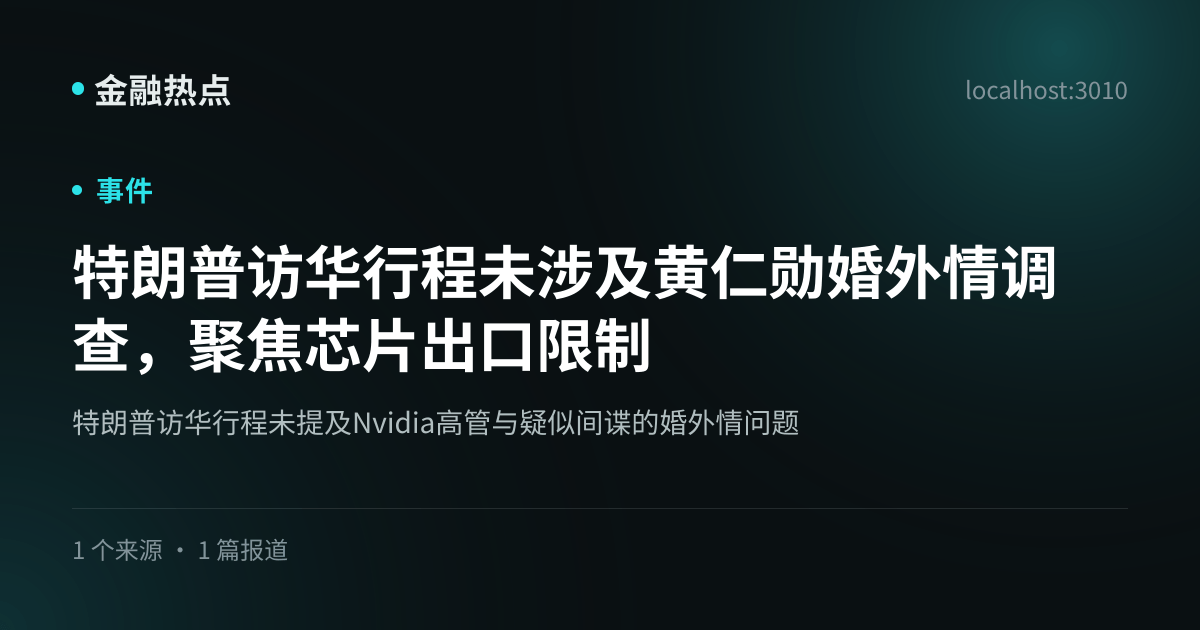 金融热点
localhost:3010
事件
特朗普访华行程未涉及黄仁勋婚外情调
查，聚焦芯片出口限制
特朗普访华行程未提及Nvidia高管与疑似间谍的婚外情问题
1 个来源 · 1 篇报道